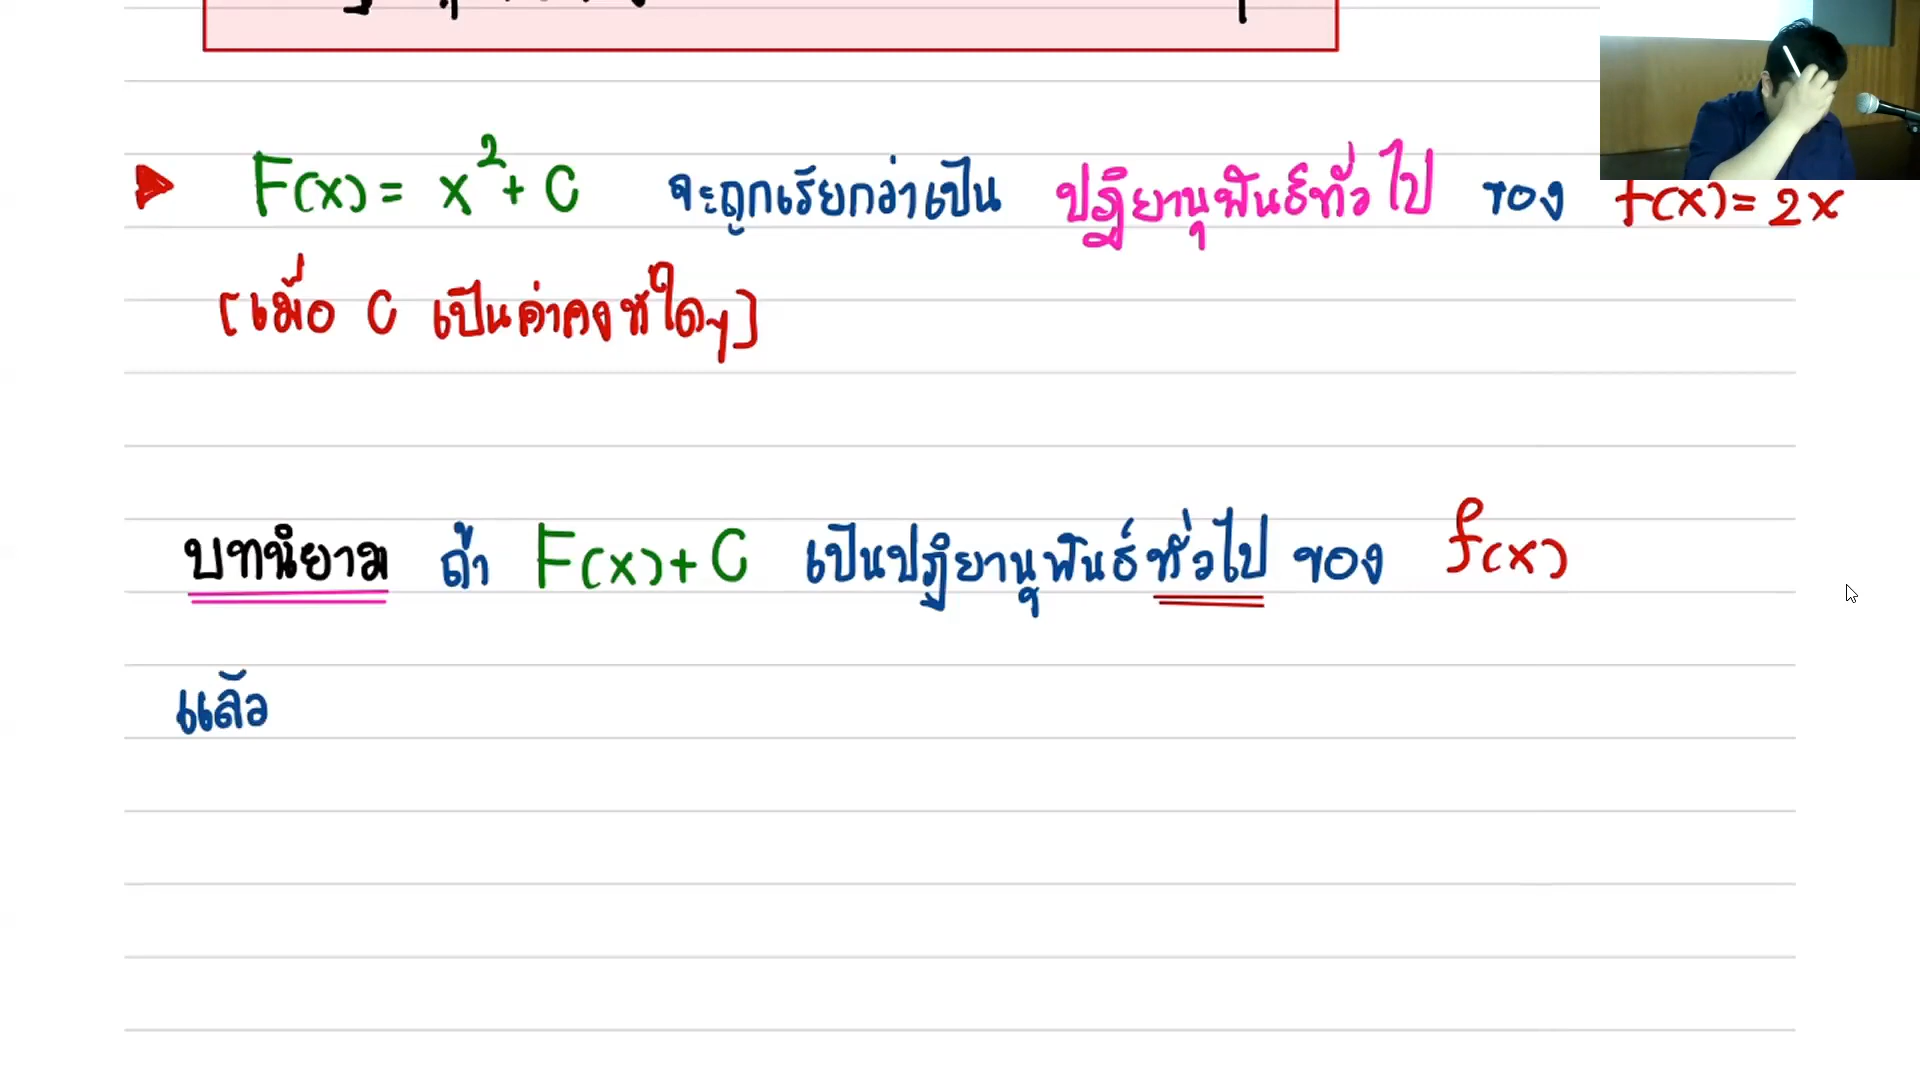 F(x) = x² + C จะถูกเรียกว่าเป็น ปฏิยานุพันธ์ทั่วไป ของ f(x) = 2x
[เมื่อ C เป็นค่าคงที่ใดๆ]
บทนิยาม ถ้า F(x) + C เป็นปฏิยานุพันธ์ทั่วไป ของ f(x)
แล้ว